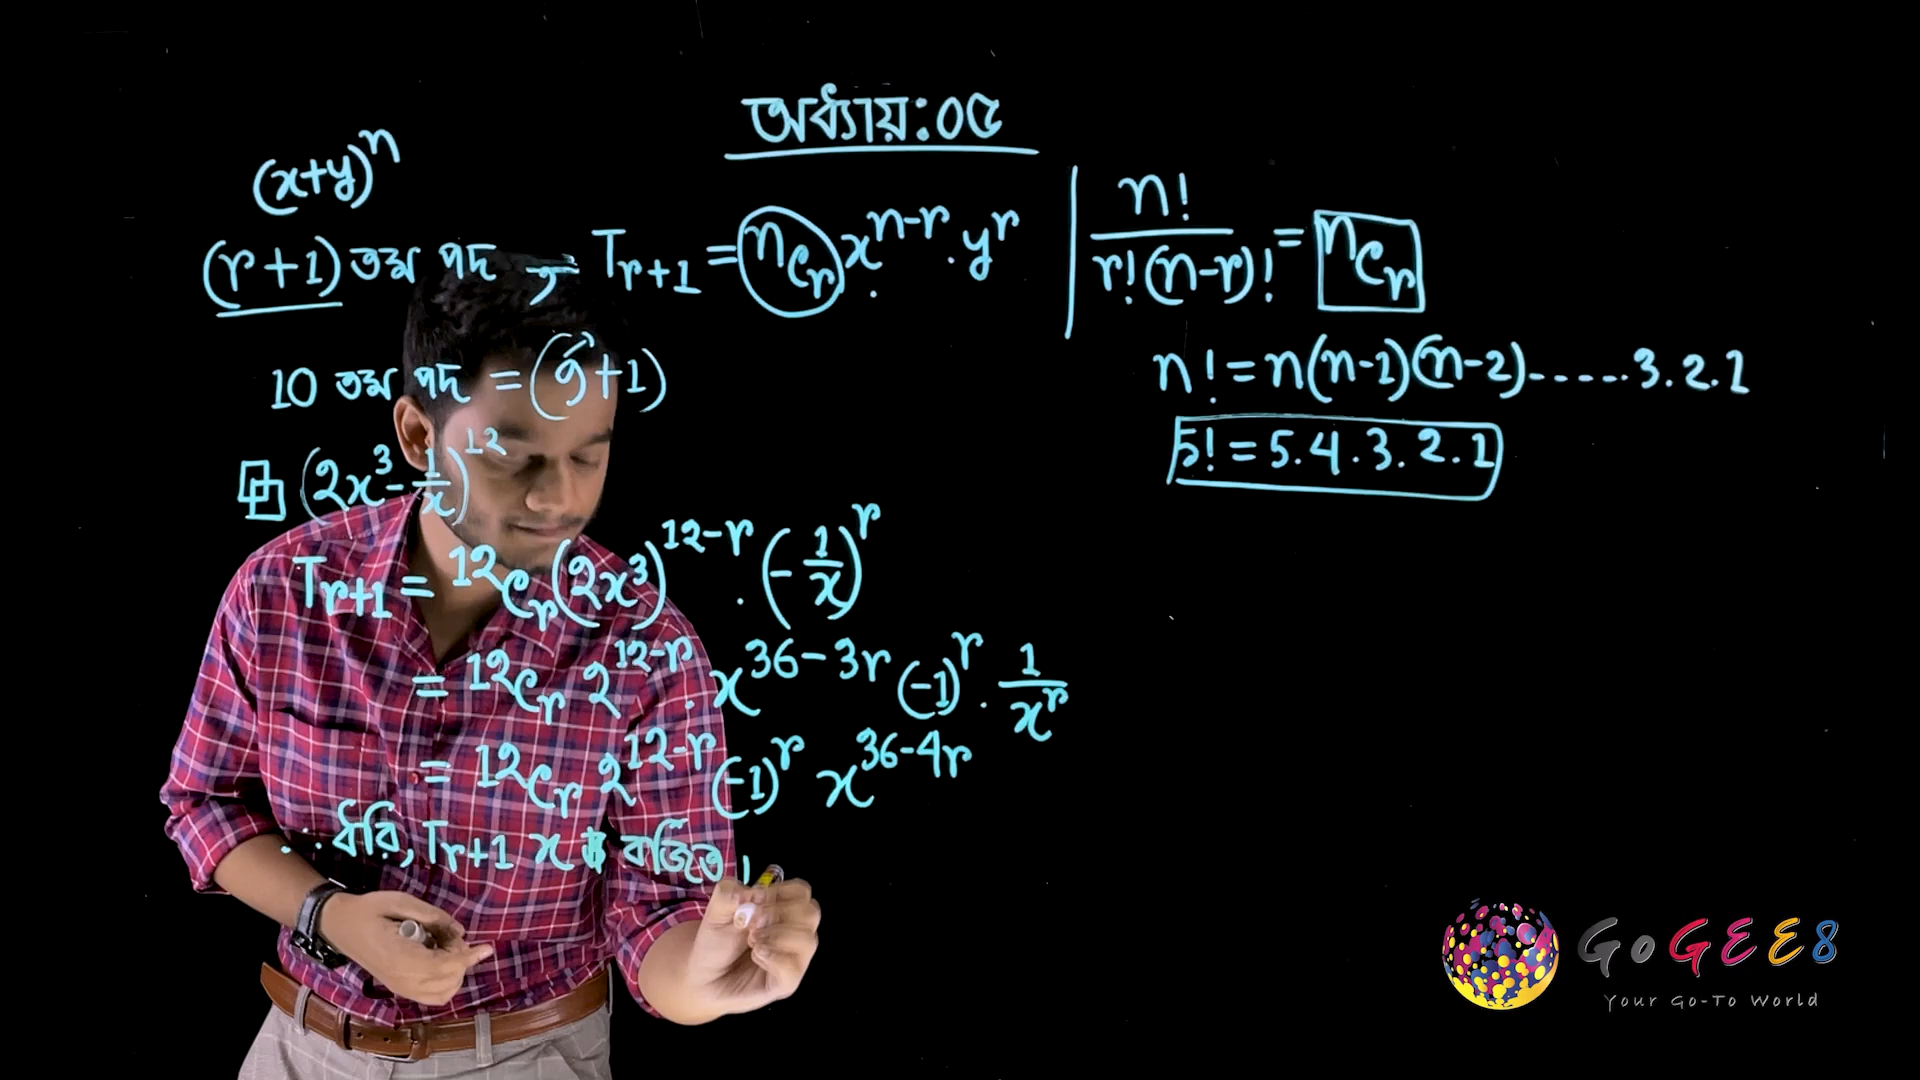 অধ্যায়:০৫
(x+y)^n
(r+1) তম পদ, T_{r+1} = ^nC_r x^{n-r}.y^r
n!/r!(n-r)! = ^nC_r
10 তম পদ = (9+1)
n! = n(n-1)(n-2).....3.2.1
5! = 5.4.3.2.1
(2x^3 - 1/x)^12
T_{r+1} = ^12C_r (2x^3)^{12-r} . (-1/x)^r
= ^12C_r 2^{12-r} . x^{36-3r} (-1)^r . 1/x^r
= ^12C_r 2^{12-r} (-1)^r x^{36-4r}
∴ ধরি, T_{r+1} x বর্জিত।
GoGEE8
Your Go-To World